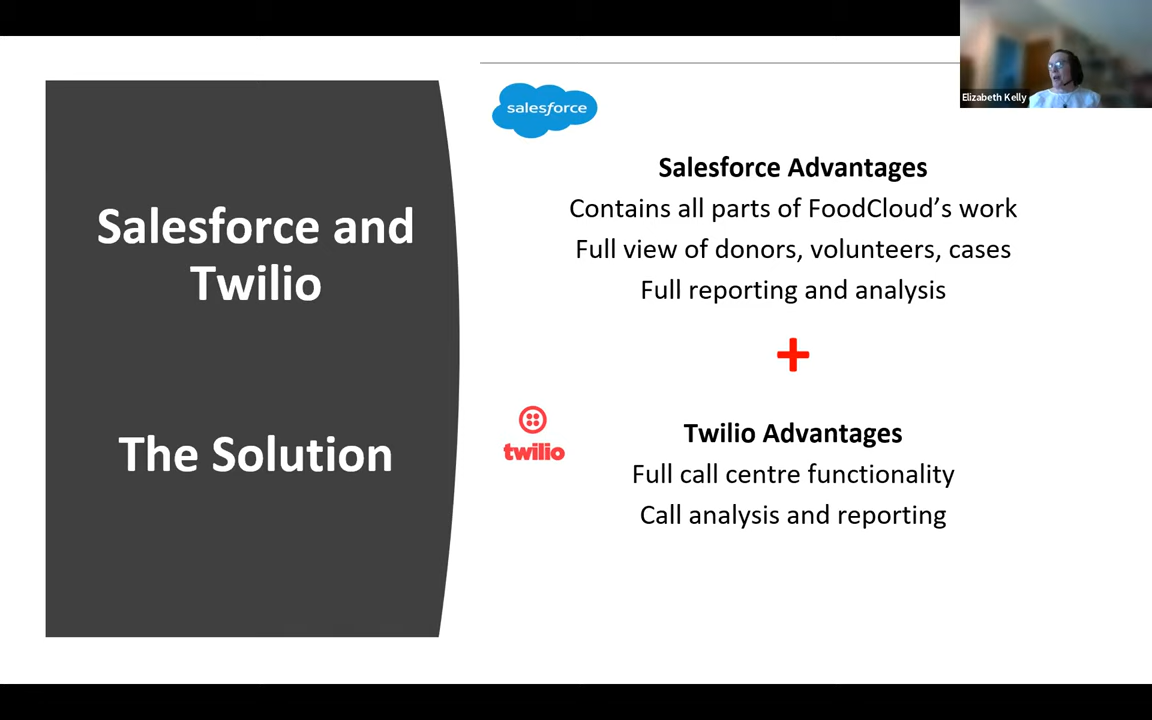 Salesforce and
Twilio
The Solution
salesforce
Salesforce Advantages
Contains all parts of FoodCloud’s work
Full view of donors, volunteers, cases
Full reporting and analysis
+
twilio
Twilio Advantages
Full call centre functionality
Call analysis and reporting
Elizabeth Kelly